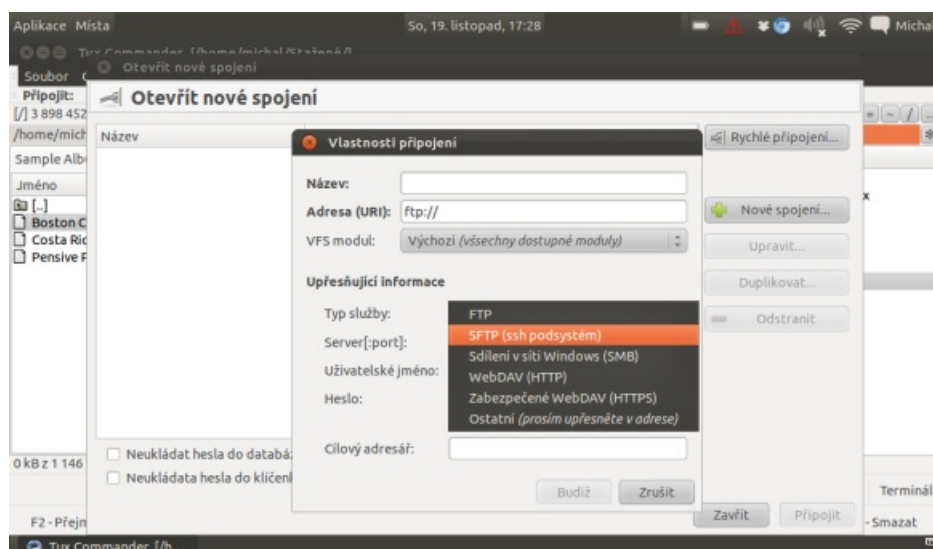 Aplikace Místa
So, 19. listopad, 17:28
Michal
Tux Commander [/home/michal/Stažené/]
Otevřít nové spojení
Soubor
Připojit:
Otevřít nové spojení
[/] 3 898 452
/home/mich
Název
Rychlé připojení...
Sample Alb
Jméno
[..]
Boston C
Costa Ric
Pensive P
Vlastnosti připojení
Název:
Adresa (URI): ftp://
Nové spojení...
VFS modul: Výchozí (všechny dostupné moduly)
Upravit...
Upřesňující informace
Duplikovat...
Typ služby:
FTP
Odstranit
SFTP (ssh podsystém)
Server[:port]:
Sdílení v síti Windows (SMB)
Uživatelské jméno:
WebDAV (HTTP)
Heslo:
Zabezpečené WebDAV (HTTPS)
Ostatní (prosím upřesněte v adrese)
Cílový adresář:
Neukládat hesla do databá
0 kB z 1 146
Neukládata hesla do klíčen
Budiž
Zrušit
Terminál
Zavřít
Připojit
F2 - Přejm
- Smazat
Tux Commander [/h